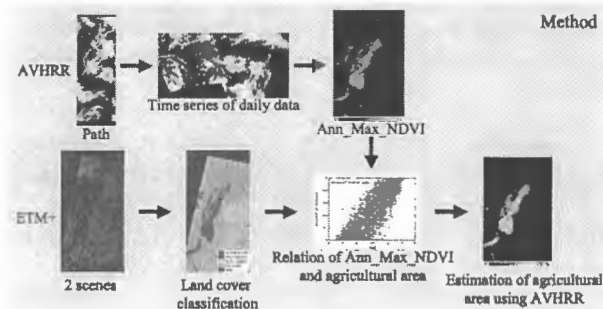 Method
AVHRR
Path
Time series of daily data
Ann_Max_NDVI
ETM+
2 scenes
Land cover
classification
Relation of Ann_Max_NDVI
and agricultural area
Estimation of agricultural
area using AVHRR